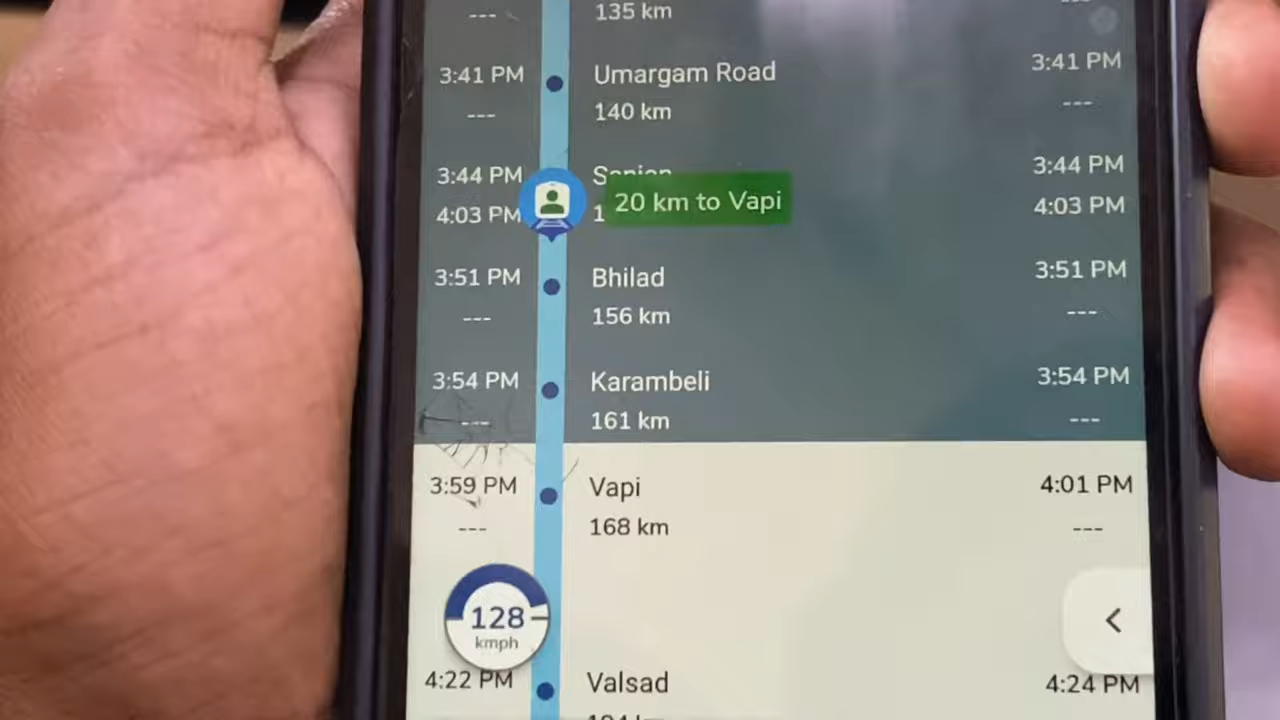 ---
135 km
---
3:41 PM
Umargam Road
3:41 PM
---
140 km
---
3:44 PM
3:44 PM
4:03 PM
1
20 km to Vapi
4:03 PM
3:51 PM
Bhilad
3:51 PM
---
156 km
---
3:54 PM
Karambeli
3:54 PM
---
161 km
---
3:59 PM
Vapi
4:01 PM
---
168 km
---
128
kmph
4:22 PM
Valsad
4:24 PM